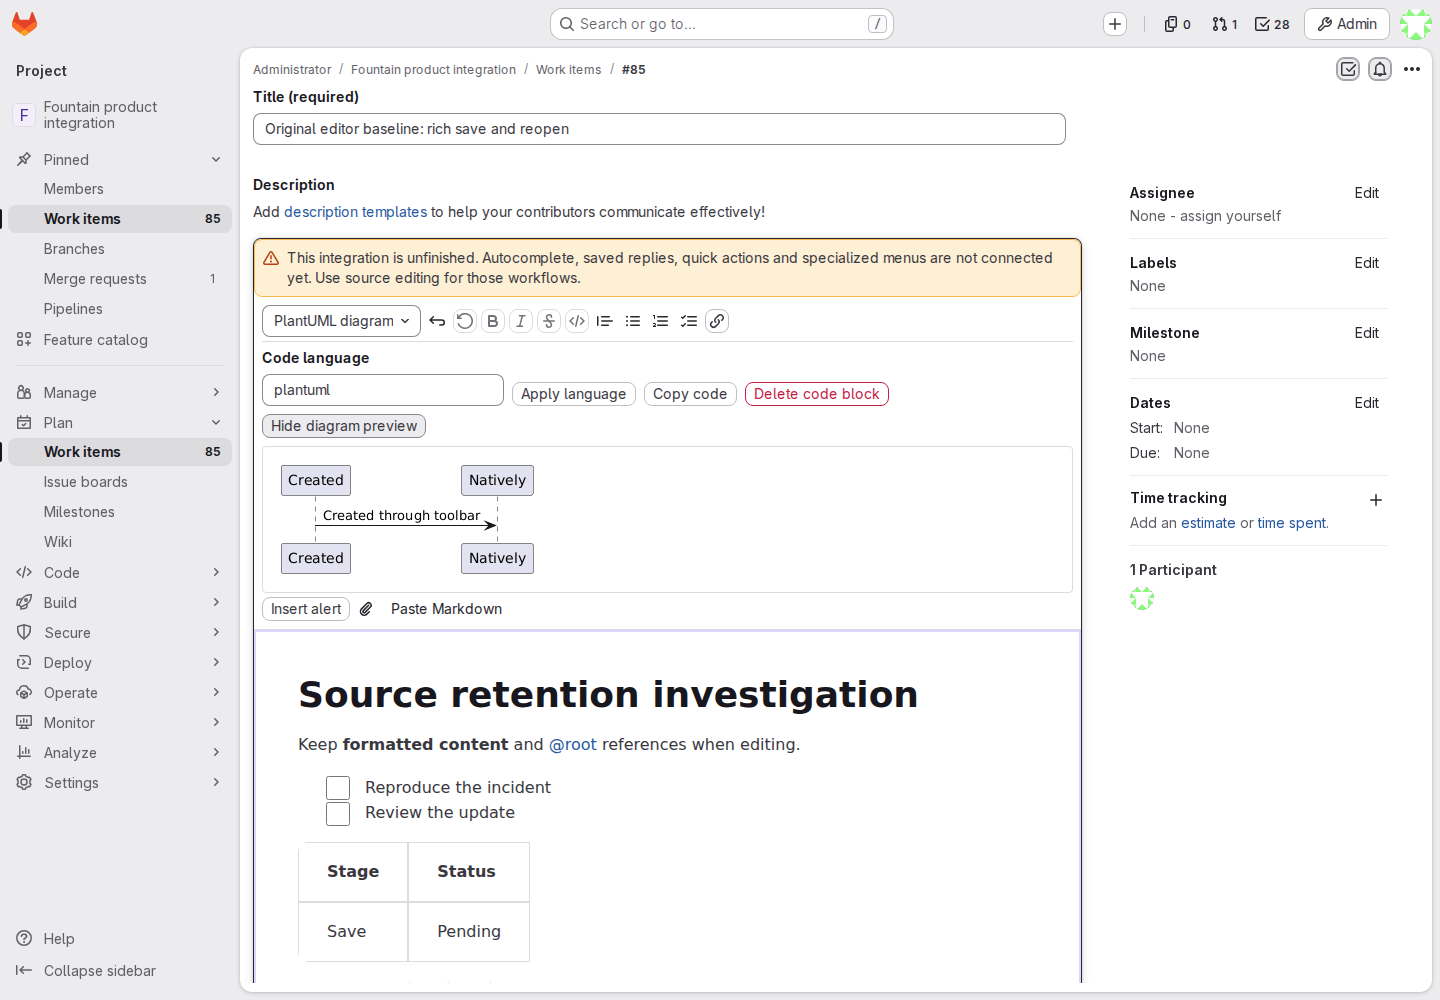 Search or go to...
/
0
1
28
Admin
Project
F
Fountain product integration
Pinned
Members
Work items 85
Branches
Merge requests 1
Pipelines
Feature catalog
Manage
Plan
Work items 85
Issue boards
Milestones
Wiki
Code
Build
Secure
Deploy
Operate
Monitor
Analyze
Settings
Help
Collapse sidebar
Administrator / Fountain product integration / Work items / #85
Title (required)
Original editor baseline: rich save and reopen
Description
Add description templates to help your contributors communicate effectively!
This integration is unfinished. Autocomplete, saved replies, quick actions and specialized menus are not connected
yet. Use source editing for those workflows.
PlantUML diagram
Code language
plantuml
Apply language
Copy code
Delete code block
Hide diagram preview
Created
Natively
Created through toolbar
Created
Natively
Insert alert
Paste Markdown
Source retention investigation
Keep formatted content and @root references when editing.
Reproduce the incident
Review the update
Stage Status
Save Pending
Assignee Edit
None - assign yourself
Labels Edit
None
Milestone Edit
None
Dates Edit
Start: None
Due: None
Time tracking
Add an estimate or time spent.
1 Participant